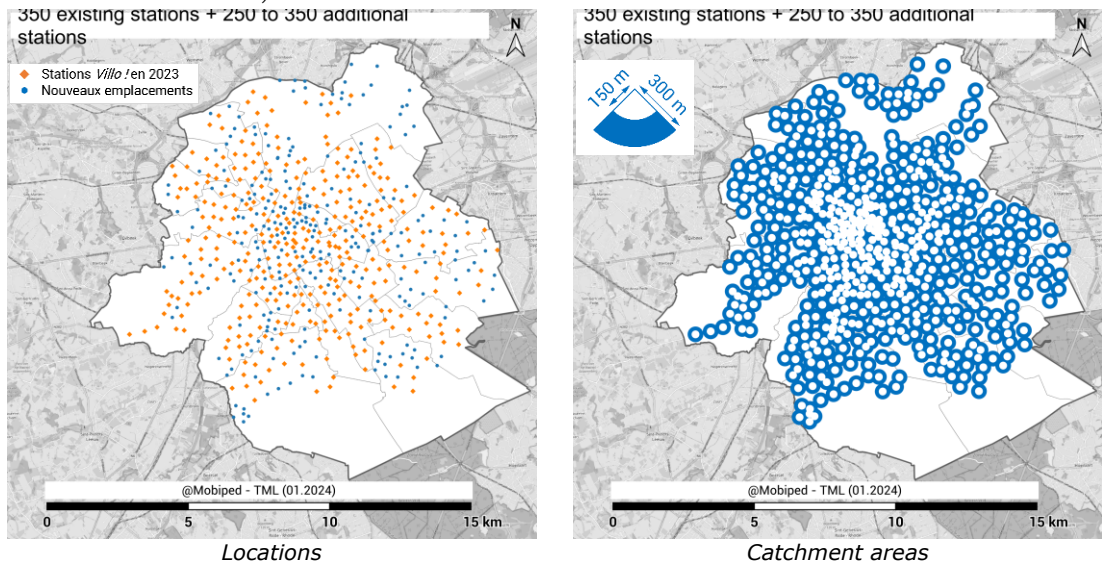 350 existing stations + 250 to 350 additional
stations
N
Stations Villo ! en 2023
Nouveaux emplacements
@Mobiped - TML (01.2024)
0 5 10 15 km
Locations
350 existing stations + 250 to 350 additional
stations
N
150 m
300 m
@Mobiped - TML (01.2024)
0 5 10 15 km
Catchment areas